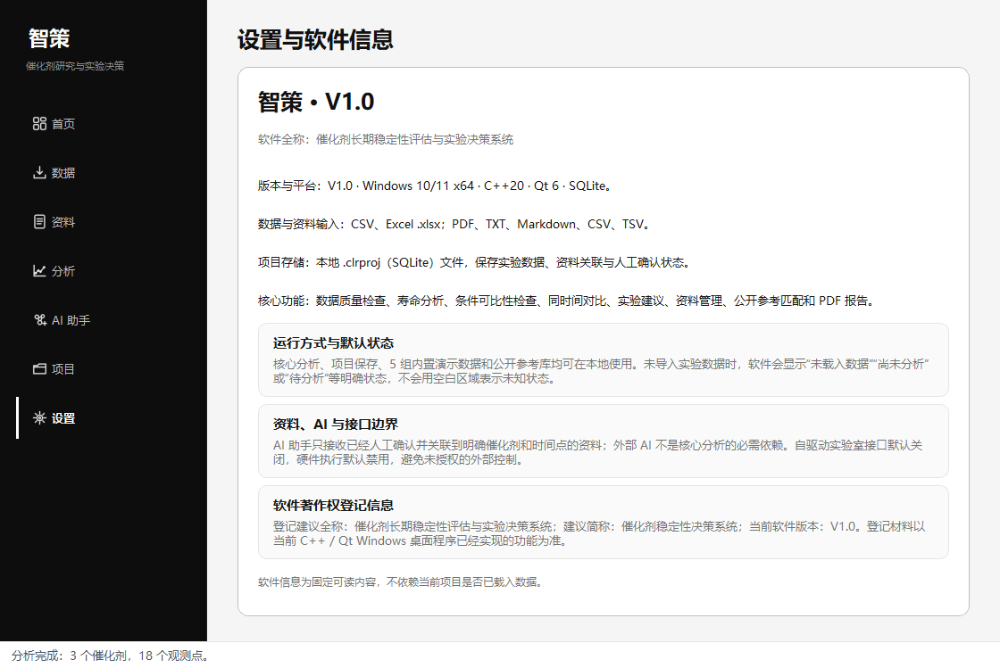 智策
催化剂研究与实验决策
首页
数据
资料
分析
AI 助手
项目
设置
设置与软件信息
智策 • V1.0
软件全称：催化剂长期稳定性评估与实验决策系统
版本与平台：V1.0 · Windows 10/11 x64 · C++20 · Qt 6 · SQLite。
数据与资料输入：CSV、Excel .xlsx；PDF、TXT、Markdown、CSV、TSV。
项目存储：本地 .clrproj（SQLite）文件，保存实验数据、资料关联与人工确认状态。
核心功能：数据质量检查、寿命分析、条件可比性检查、同时间对比、实验建议、资料管理、公开参考匹配和 PDF 报告。
运行方式与默认状态
核心分析、项目保存、5 组内置演示数据和公开参考库均可在本地使用。未导入实验数据时，软件会显示“未载入数据”“尚未分析”
或“待分析”等明确状态，不会用空白区域表示未知状态。
资料、AI 与接口边界
AI 助手只接收已经人工确认并关联到明确催化剂和时间点的资料；外部 AI 不是核心分析的必需依赖。自驱动实验室接口默认关
闭，硬件执行默认禁用，避免未授权的外部控制。
软件著作权登记信息
登记建议全称：催化剂长期稳定性评估与实验决策系统；建议简称：催化剂稳定性决策系统；当前软件版本：V1.0。登记材料以
当前 C++ / Qt Windows 桌面程序已经实现的功能为准。
软件信息为固定可读内容，不依赖当前项目是否已载入数据。
分析完成：3 个催化剂，18 个观测点。